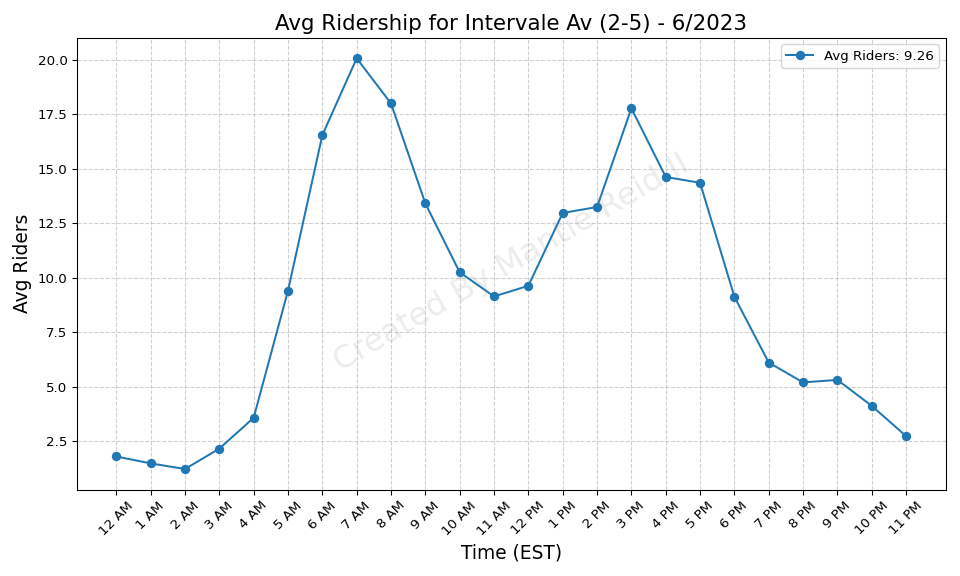 Avg Ridership for Intervale Av (2-5) - 6/2023
Avg Riders: 9.26
Avg Riders
20.0
17.5
15.0
12.5
10.0
7.5
5.0
2.5
Created By Mantie Reid II
12 AM
1 AM
2 AM
3 AM
4 AM
5 AM
6 AM
7 AM
8 AM
9 AM
10 AM
11 AM
12 PM
1 PM
2 PM
3 PM
4 PM
5 PM
6 PM
7 PM
8 PM
9 PM
10 PM
11 PM
Time (EST)